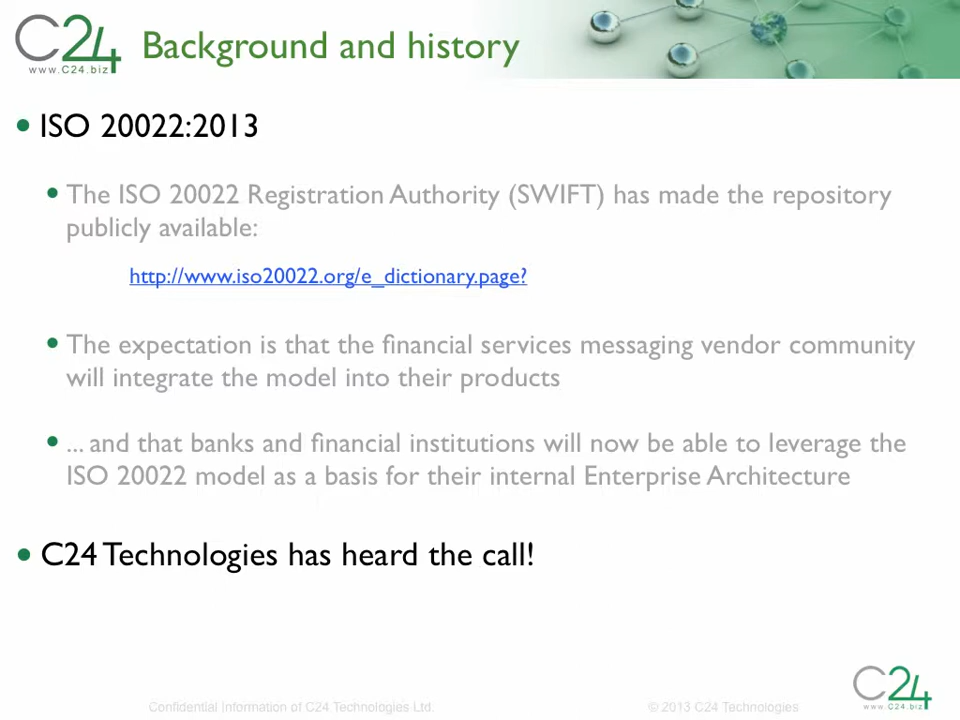 C24
www.C24.biz
Background and history
C24
• ISO 20022:2013
• The ISO 20022 Registration Authority (SWIFT) has made the repository
publicly available:
http://www.iso20022.org/e_dictionary.page?
• The expectation is that the financial services messaging vendor community
will integrate the model into their products
• ... and that banks and financial institutions will now be able to leverage the
ISO 20022 model as a basis for their internal Enterprise Architecture
• C24 Technologies has heard the call!
C24
www.C24.biz
Confidential Information of C24 Technologies Ltd.
© 2013 C24 Technologies